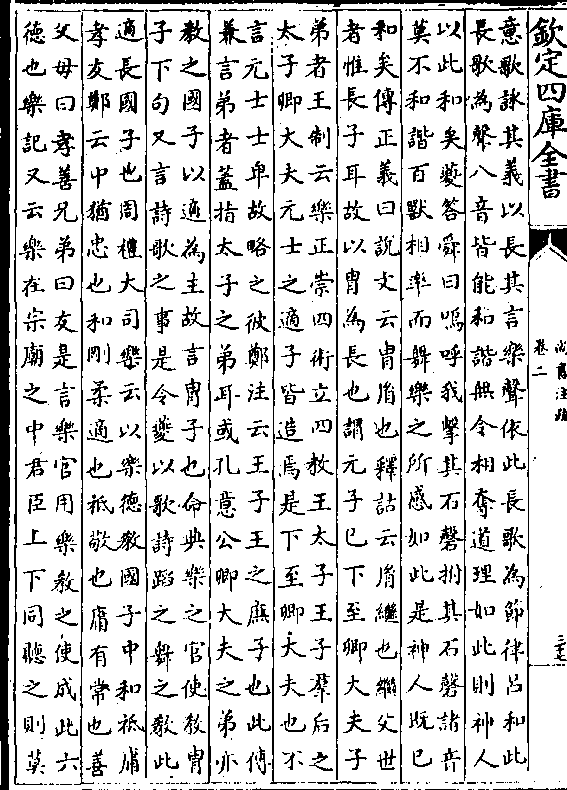 欽定四庫全書
尚書注疏
卷二
三十七
意歌詠其義以長其言樂聲依此長歌為節律呂和此
長歌為聲八音皆能和諧無令相奪道理如此則神人
以此和矣夔答舜曰嗚呼我擊其石磬拊其石磬諸音
莫不和諧百獸相率而舞樂之所感如此是神人既已
和矣傳正義曰說文云冑𦙍也釋詁云𦙍繼也繼父世
者惟長子耳故以冑為長也謂元子已下至卿大夫子
弟者王制云樂正崇四術立四教王太子王子羣后之
太子卿大夫元士之適子皆造焉是下至卿大夫也不
言元士士卑故略之彼鄭注云王子王之庶子也此傳
兼言弟者蓋指太子之弟耳或孔意公卿大夫之弟亦
教之國子以適為主故言冑子也命典樂之官使教冑
子下句又言詩歌之事是令夔以歌詩蹈之舞之教此
適長國子也周禮大司樂云以樂德教國子中和祗庸
孝友鄭云中猶忠也和剛柔適也祗敬也庸有常也善
父母曰孝善兄弟曰友是言樂官用樂教之使成此六
徳也樂記又云樂在宗廟之中君臣上下同聽之則莫